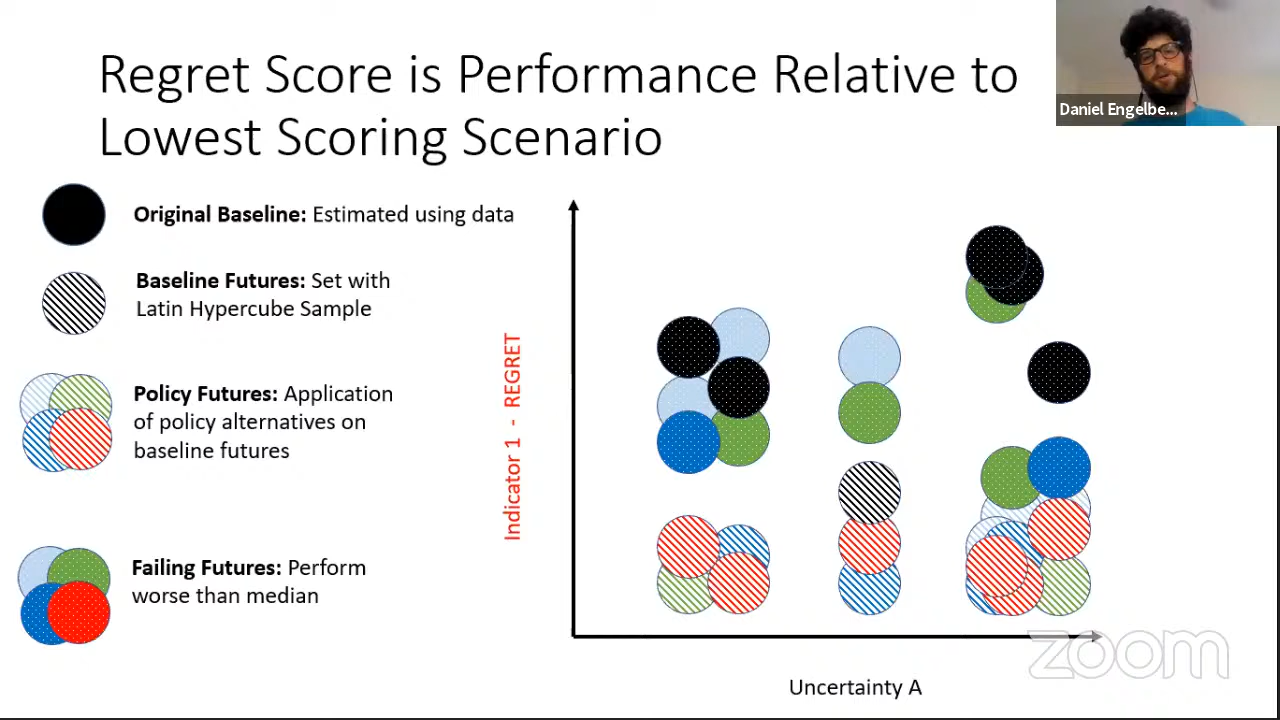 Regret Score is Performance Relative to
Lowest Scoring Scenario
Daniel Engelbe...
Original Baseline: Estimated using data
Baseline Futures: Set with
Latin Hypercube Sample
Policy Futures: Application
of policy alternatives on
baseline futures
Failing Futures: Perform
worse than median
Indicator 1 - REGRET
Uncertainty A
zoom